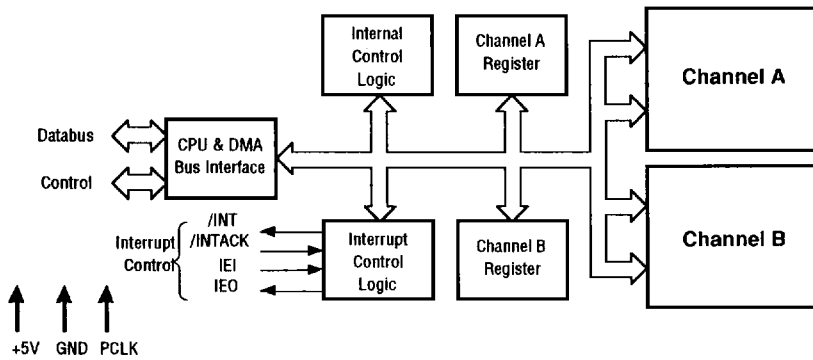 Internal
Control
Logic
Channel A
Register
Channel A
Databus
CPU & DMA
Bus Interface
Control
/INT
/INTACK
Interrupt
Control
IEI
IEO
Interrupt
Control
Logic
Channel B
Register
Channel B
+5V GND PCLK